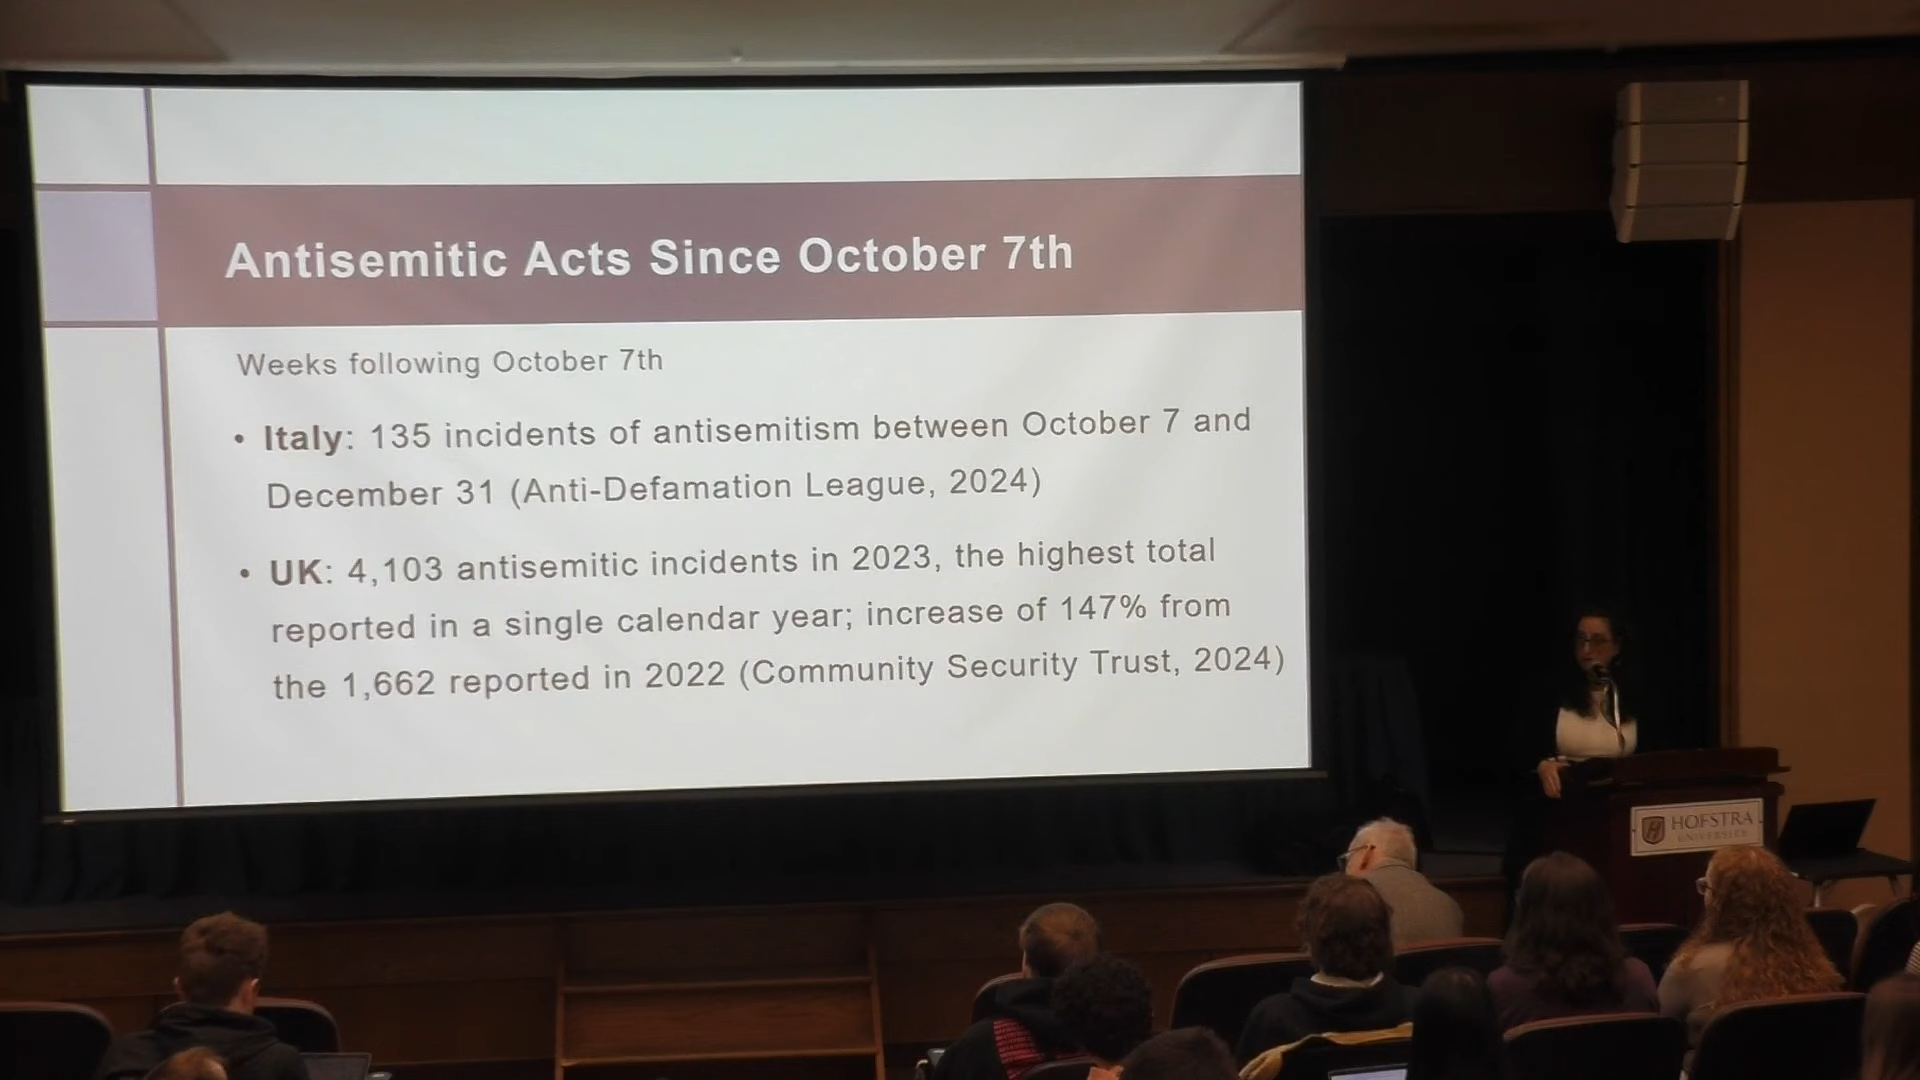 Antisemitic Acts Since October 7th
Weeks following October 7th
• Italy: 135 incidents of antisemitism between October 7 and
December 31 (Anti-Defamation League, 2024)
• UK: 4,103 antisemitic incidents in 2023, the highest total
reported in a single calendar year; increase of 147% from
the 1,662 reported in 2022 (Community Security Trust, 2024)
HOFSTRA
UNIVERSITY